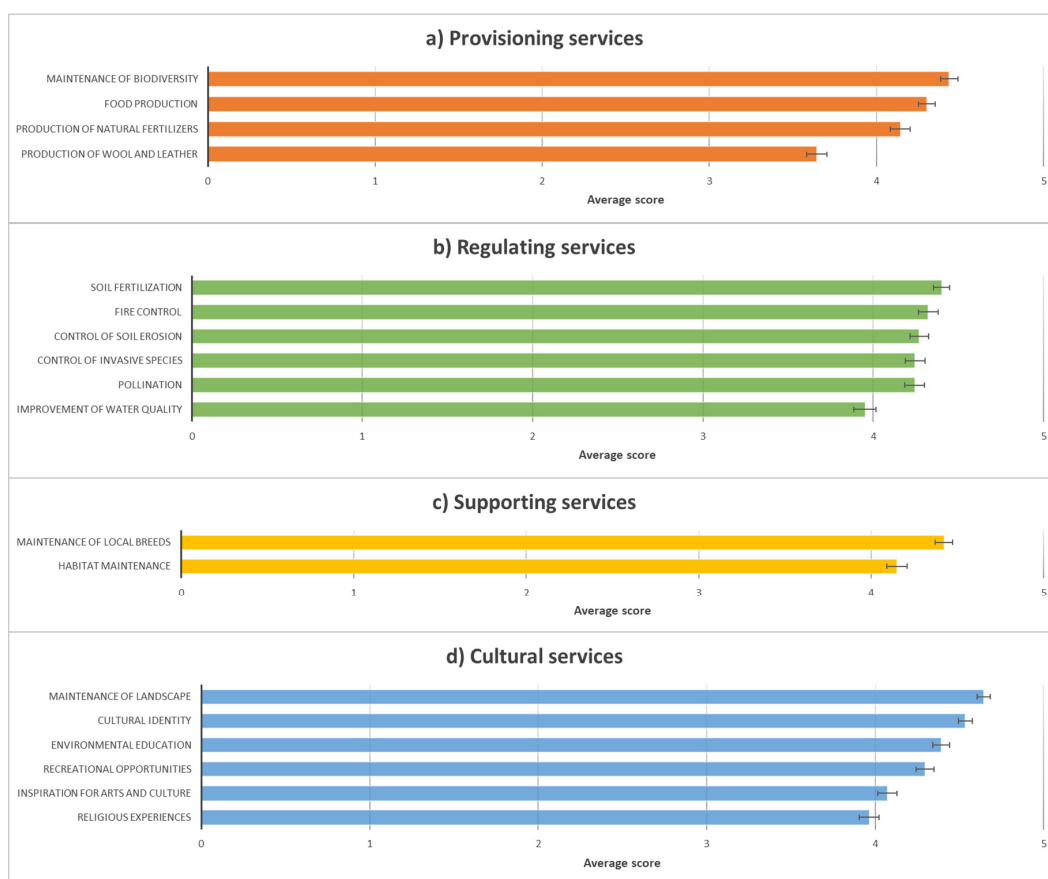 a) Provisioning services
MAINTENANCE OF BIODIVERSITY
FOOD PRODUCTION
PRODUCTION OF NATURAL FERTILIZERS
PRODUCTION OF WOOL AND LEATHER
0 1 2 3 4 5
Average score
b) Regulating services
SOIL FERTILIZATION
FIRE CONTROL
CONTROL OF SOIL EROSION
CONTROL OF INVASIVE SPECIES
POLLINATION
IMPROVEMENT OF WATER QUALITY
0 1 2 3 4 5
Average score
c) Supporting services
MAINTENANCE OF LOCAL BREEDS
HABITAT MAINTENANCE
0 1 2 3 4 5
Average score
d) Cultural services
MAINTENANCE OF LANDSCAPE
CULTURAL IDENTITY
ENVIRONMENTAL EDUCATION
RECREATIONAL OPPORTUNITIES
INSPIRATION FOR ARTS AND CULTURE
RELIGIOUS EXPERIENCES
0 1 2 3 4 5
Average score